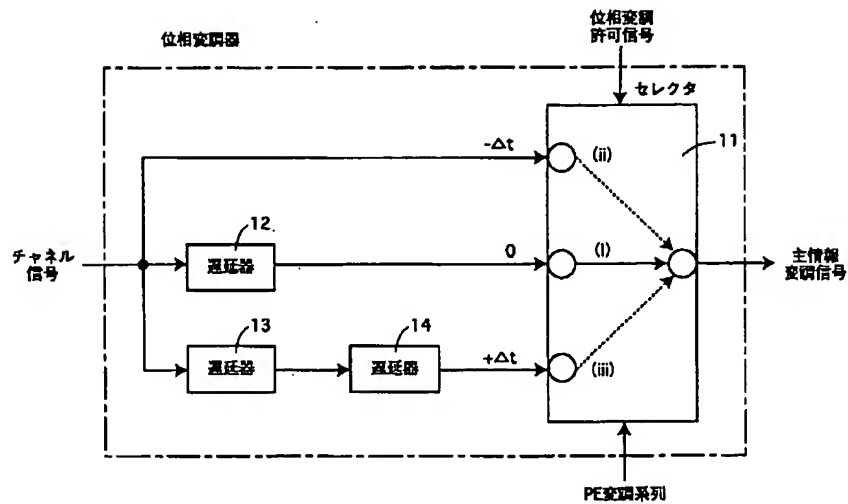 位相変調
許可信号
位相変調器
セレクタ
11
-Δt
(ii)
12
チャネル
信号
遅延器
0
(i)
主情報
変調信号
13
14
遅延器
遅延器
+Δt
(iii)
PE変調系列